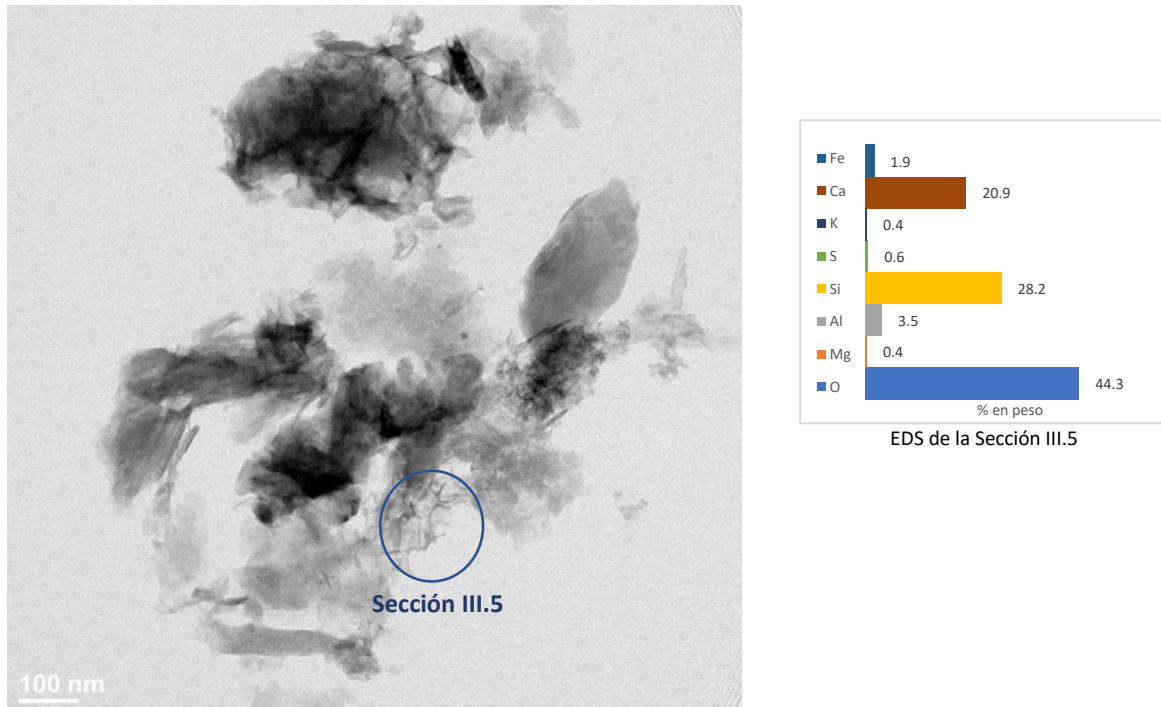 Sección III.5
100 nm
Fe 1.9
Ca 20.9
K 0.4
S 0.6
Si 28.2
Al 3.5
Mg 0.4
O 44.3
% en peso
EDS de la Sección III.5